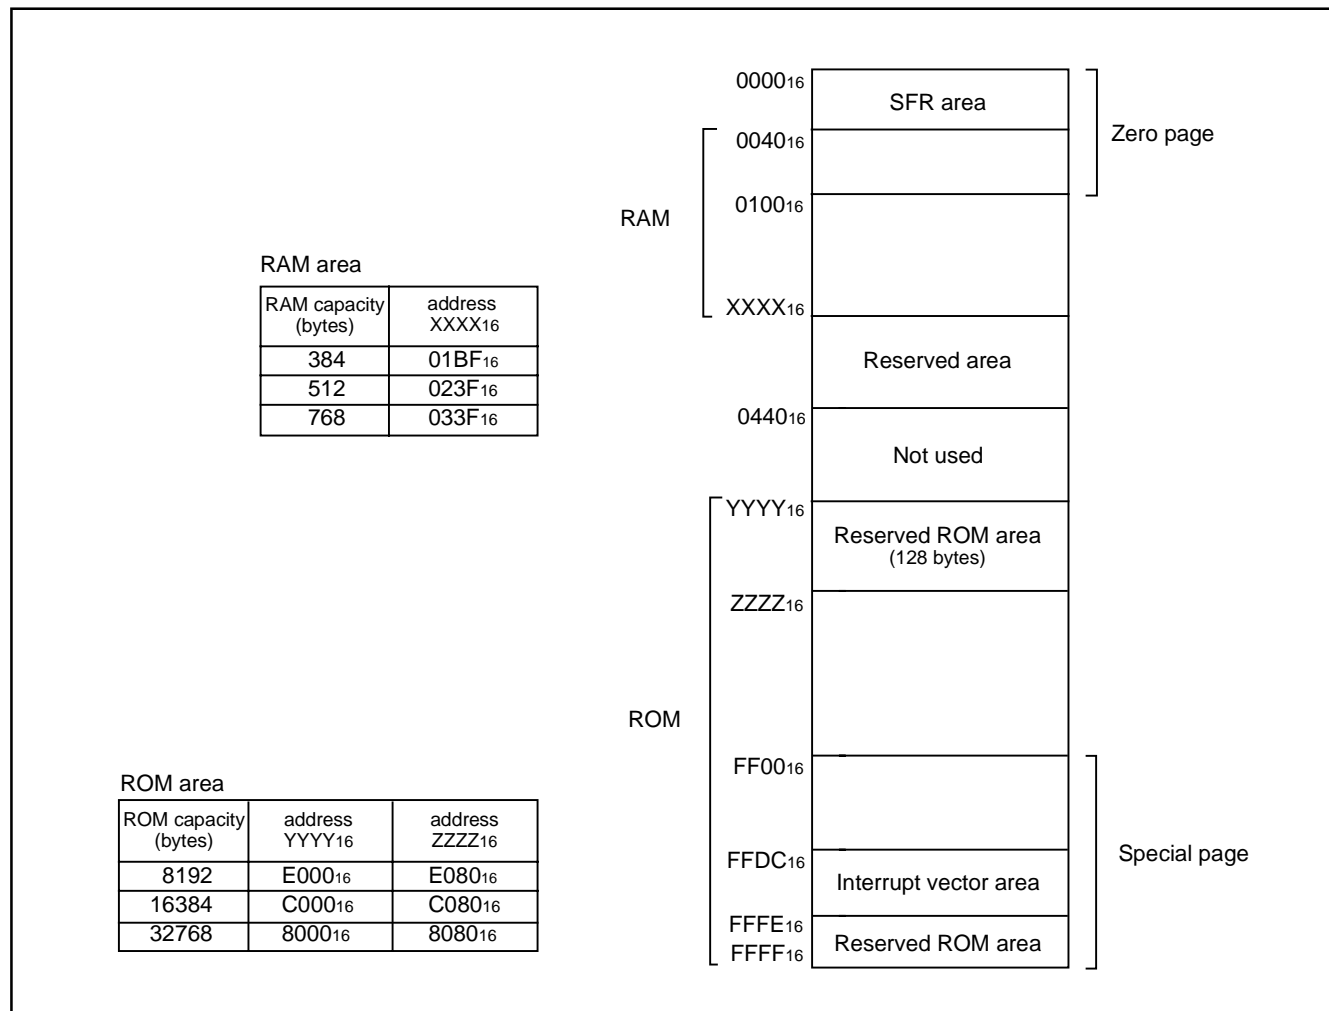 000016
SFR area
Zero page
004016
RAM
010016
XXXX16
RAM area
RAM capacity (bytes) address XXXX16
384 01BF16
512 023F16
768 033F16
Reserved area
044016
Not used
YYYY16
Reserved ROM area
(128 bytes)
ZZZZ16
ROM
FF0016
ROM area
ROM capacity (bytes) address YYYY16 address ZZZZ16
8192 E00016 E08016
16384 C00016 C08016
32768 800016 808016
FFDC16
Interrupt vector area
Special page
FFFE16
Reserved ROM area
FFFF16